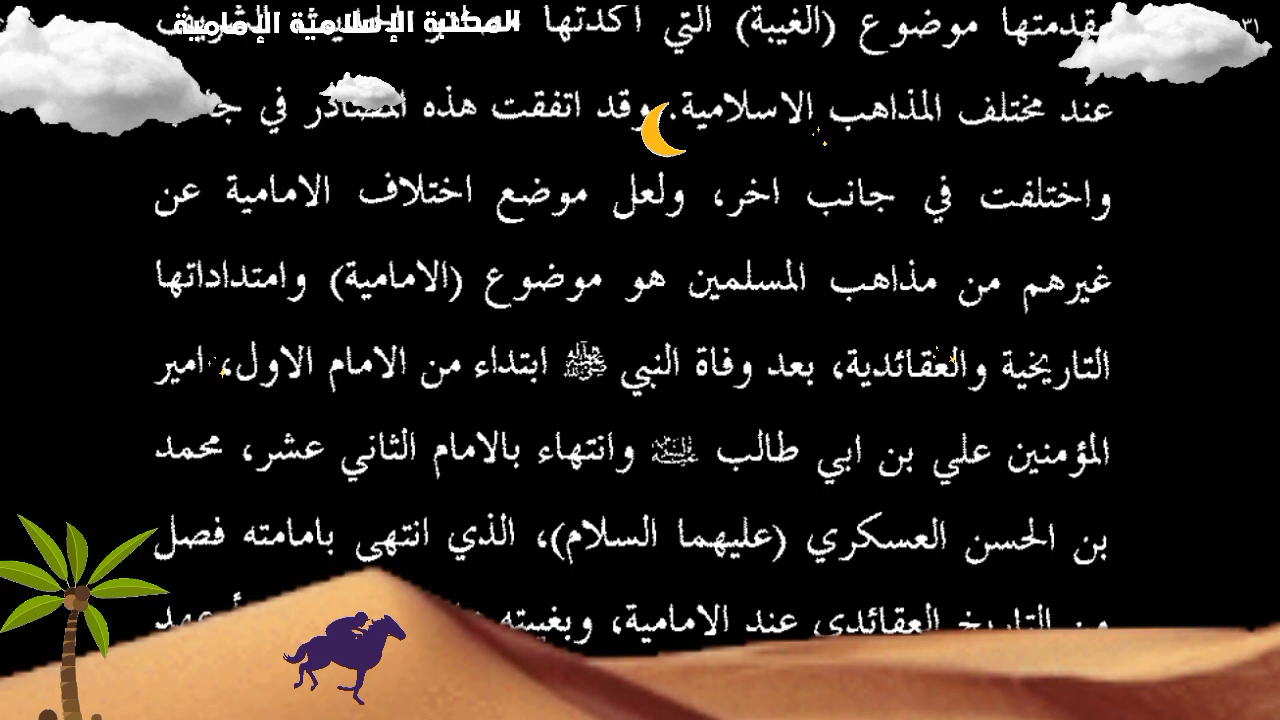 المكتبة الإسلامية الإمامية
٣١
مقدمتها موضوع (الغيبة) التي اكدتها
عند مختلف المذاهب الاسلامية. وقد اتفقت هذه المصادر في
واختلفت في جانب اخر، ولعل موضع اختلاف الامامية عن
غيرهم من مذاهب المسلمين هو موضوع (الامامية) وامتداداتها
التاريخية والعقائدية، بعد وفاة النبي ﷺ ابتداء من الامام الاول، امير
المؤمنين علي بن ابي طالب وانتهاء بالامام الثاني عشر، محمد
بن الحسن العسكري (عليهما السلام)، الذي انتهى بامامته فصل
من التاريخ العقائدي عند الامامية، وبغيبته